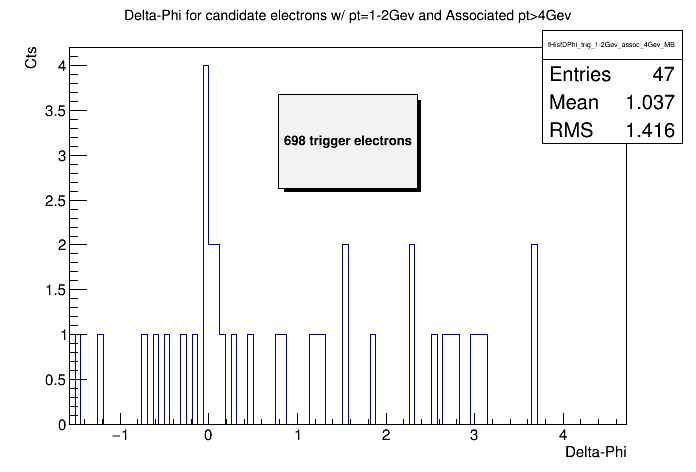 Delta-Phi for candidate electrons w/ pt=1-2Gev and Associated pt>4Gev
fHistDPhi_trig_1-2Gev_assoc_4Gev_MB
Entries 47
Mean 1.037
RMS 1.416
Cts
698 trigger electrons
4
3.5
3
2.5
2
1.5
1
0.5
0
−1 0 1 2 3 4
Delta-Phi